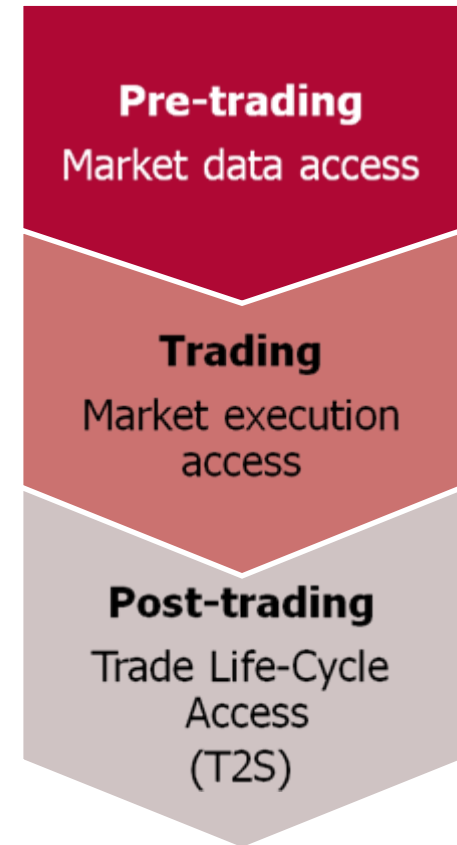 Pre-trading
Market data access
Trading
Market execution
access
Post-trading
Trade Life-Cycle
Access
(T2S)